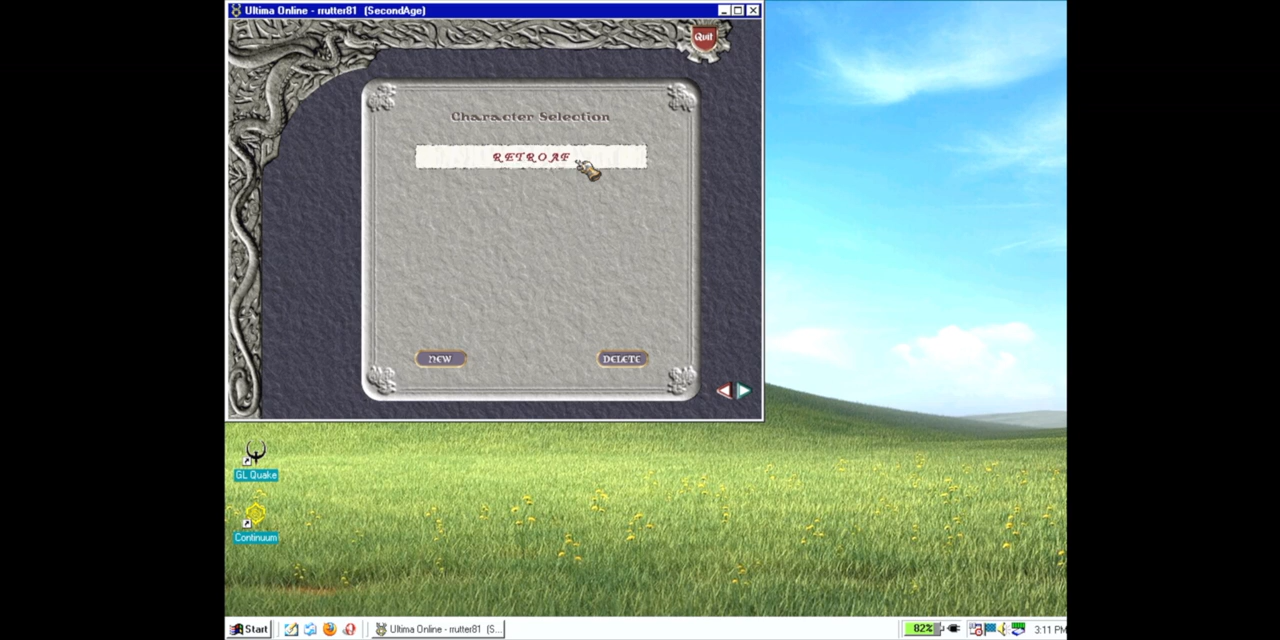 Ultima Online - rrutter81 (SecondAge)
Quit
Character Selection
RETROAF
NEW
DELETE
GL Quake
Continuum
Start
Ultima Online - rrutter81 (S...
82%
3:11 PM